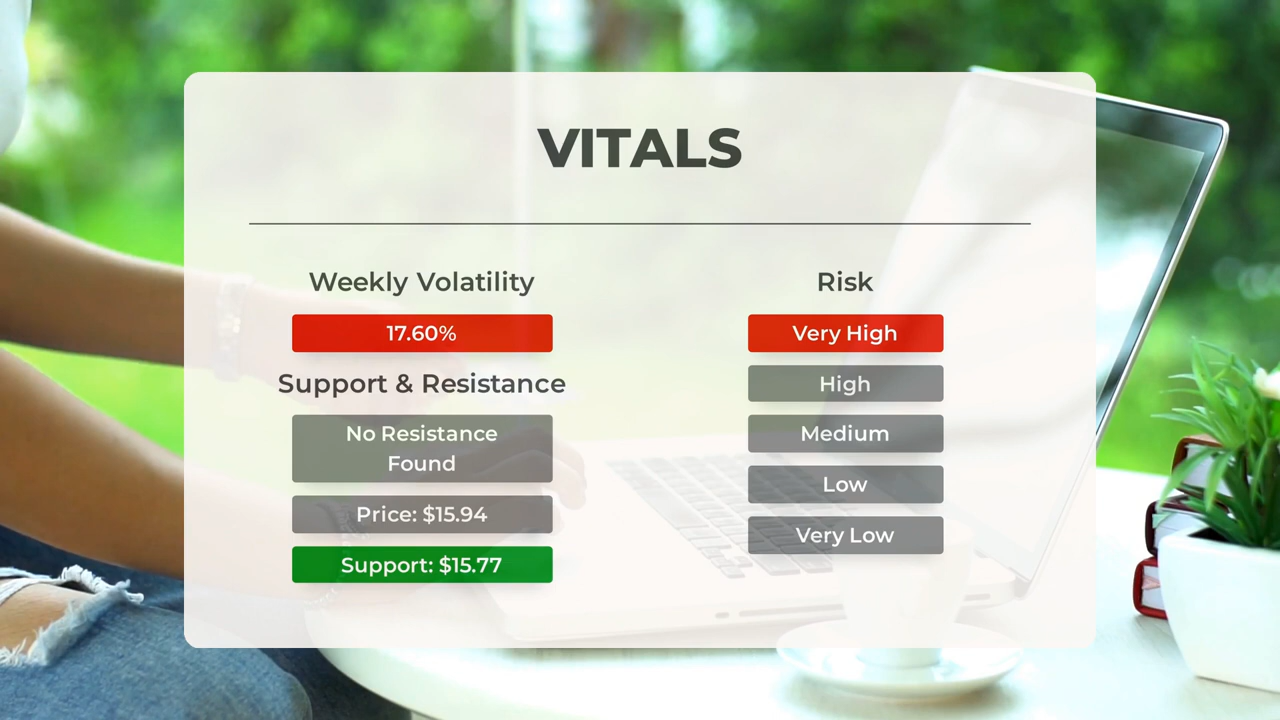 VITALS
Weekly Volatility
17.60%
Support & Resistance
No Resistance
Found
Price: $15.94
Support: $15.77
Risk
Very High
High
Medium
Low
Very Low